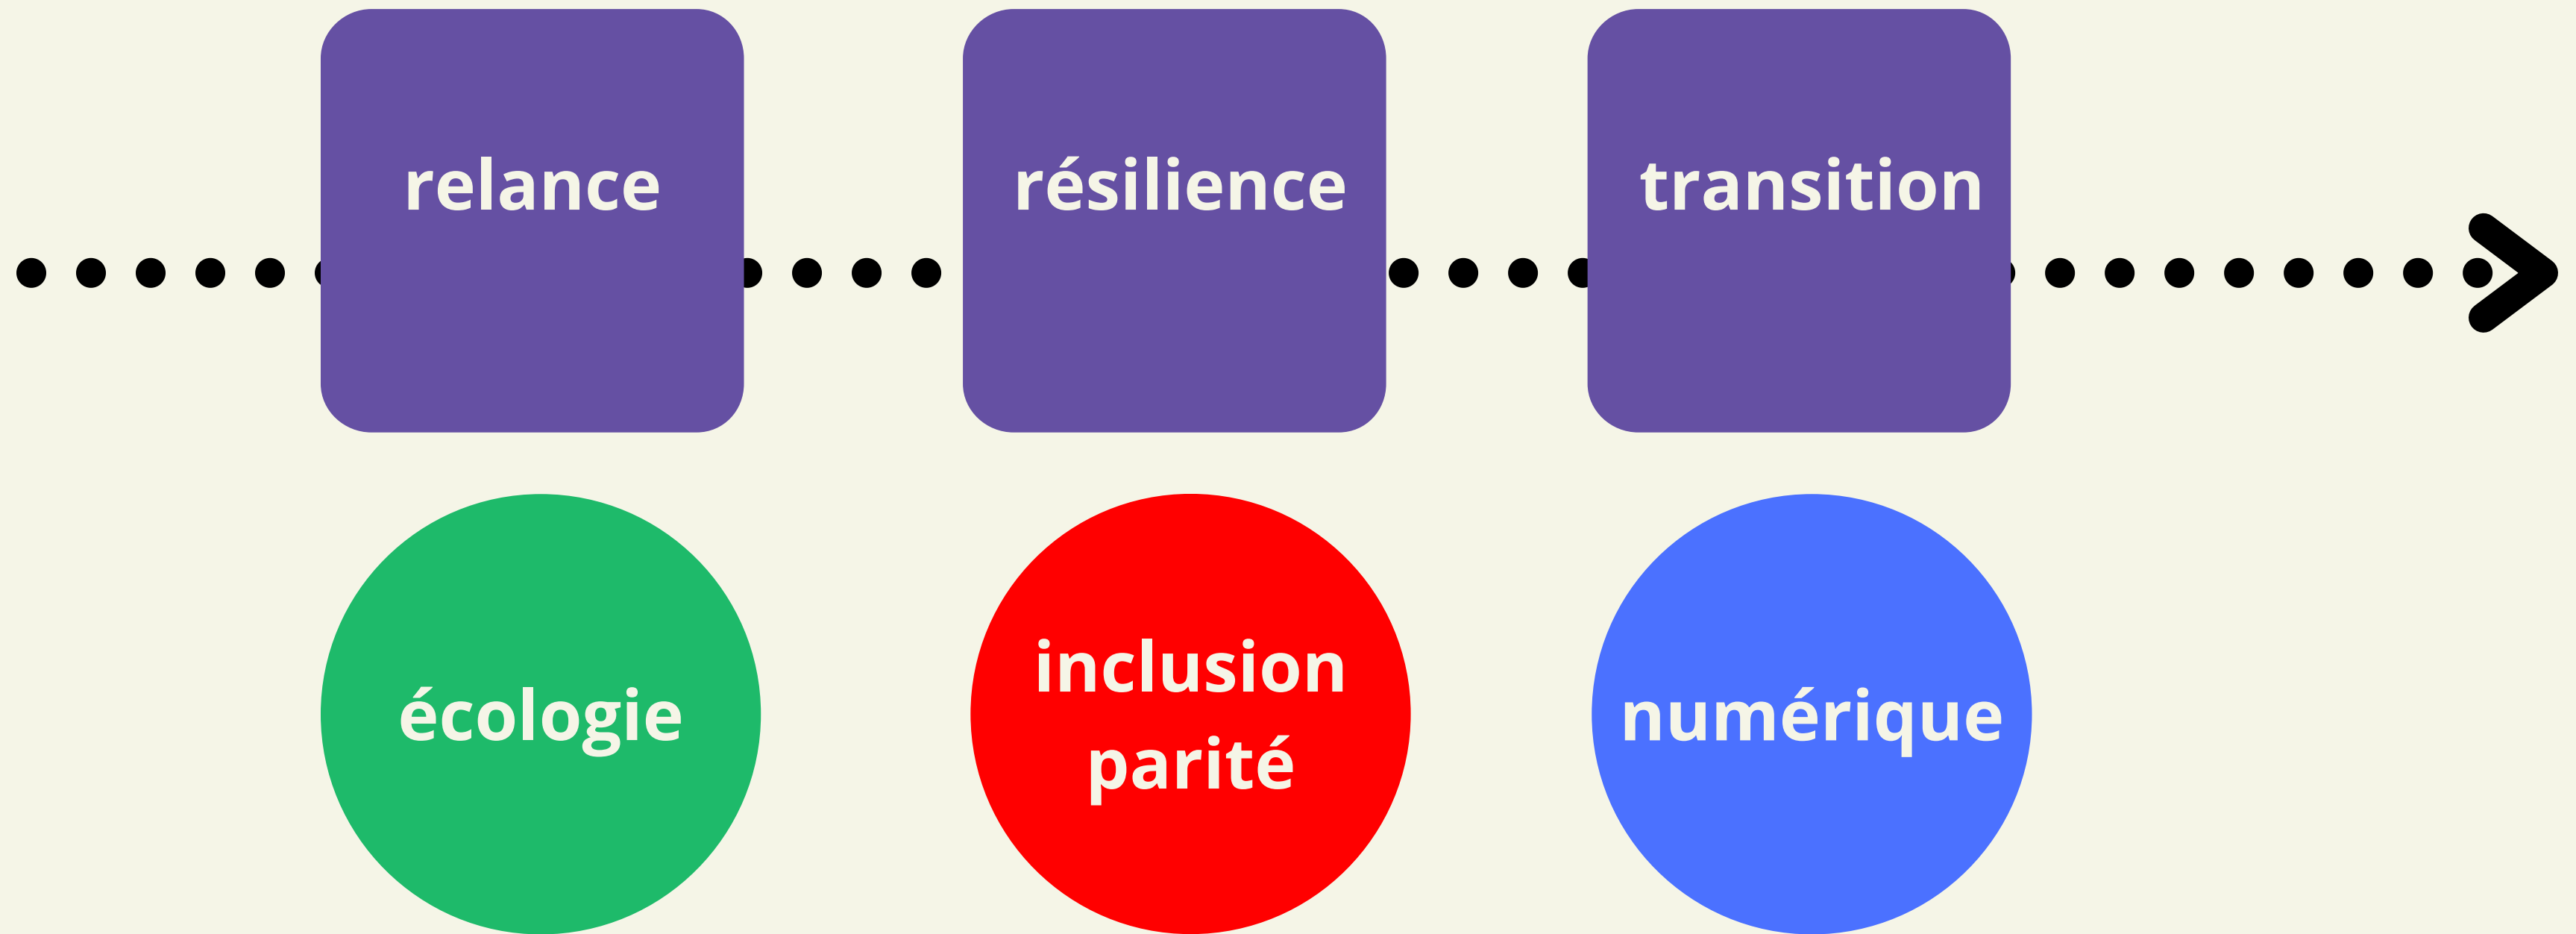 relance
résilience
transition
écologie
inclusion
parité
numérique